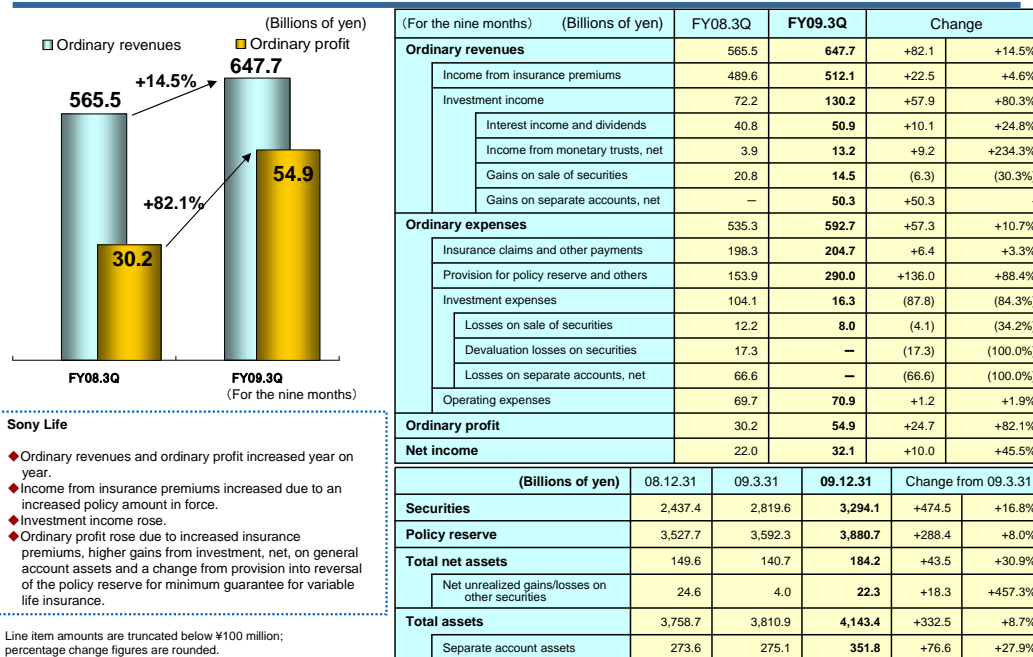 (Billions of yen)
Ordinary revenues
Ordinary profit
565.5
+14.5%
647.7
30.2
+82.1%
54.9
FY08.3Q
FY09.3Q
(For the nine months)
Sony Life
◆Ordinary revenues and ordinary profit increased year on
year.
◆Income from insurance premiums increased due to an
increased policy amount in force.
◆Investment income rose.
◆Ordinary profit rose due to increased insurance
premiums, higher gains from investment, net, on general
account assets and a change from provision into reversal
of the policy reserve for minimum guarantee for variable
life insurance.
Line item amounts are truncated below ¥100 million;
percentage change figures are rounded.
(For the nine months) (Billions of yen) FY08.3Q FY09.3Q Change
Ordinary revenues 565.5 647.7 +82.1 +14.5%
Income from insurance premiums 489.6 512.1 +22.5 +4.6%
Investment income 72.2 130.2 +57.9 +80.3%
Interest income and dividends 40.8 50.9 +10.1 +24.8%
Income from monetary trusts, net 3.9 13.2 +9.2 +234.3%
Gains on sale of securities 20.8 14.5 (6.3) (30.3%)
Gains on separate accounts, net － 50.3 +50.3
Ordinary expenses 535.3 592.7 +57.3 +10.7%
Insurance claims and other payments 198.3 204.7 +6.4 +3.3%
Provision for policy reserve and others 153.9 290.0 +136.0 +88.4%
Investment expenses 104.1 16.3 (87.8) (84.3%)
Losses on sale of securities 12.2 8.0 (4.1) (34.2%)
Devaluation losses on securities 17.3 － (17.3) (100.0%)
Losses on separate accounts, net 66.6 － (66.6) (100.0%)
Operating expenses 69.7 70.9 +1.2 +1.9%
Ordinary profit 30.2 54.9 +24.7 +82.1%
Net income 22.0 32.1 +10.0 +45.5%
(Billions of yen) 08.12.31 09.3.31 09.12.31 Change from 09.3.31
Securities 2,437.4 2,819.6 3,294.1 +474.5 +16.8%
Policy reserve 3,527.7 3,592.3 3,880.7 +288.4 +8.0%
Total net assets 149.6 140.7 184.2 +43.5 +30.9%
Net unrealized gains/losses on
other securities 24.6 4.0 22.3 +18.3 +457.3%
Total assets 3,758.7 3,810.9 4,143.4 +332.5 +8.7%
Separate account assets 273.6 275.1 351.8 +76.6 +27.9%